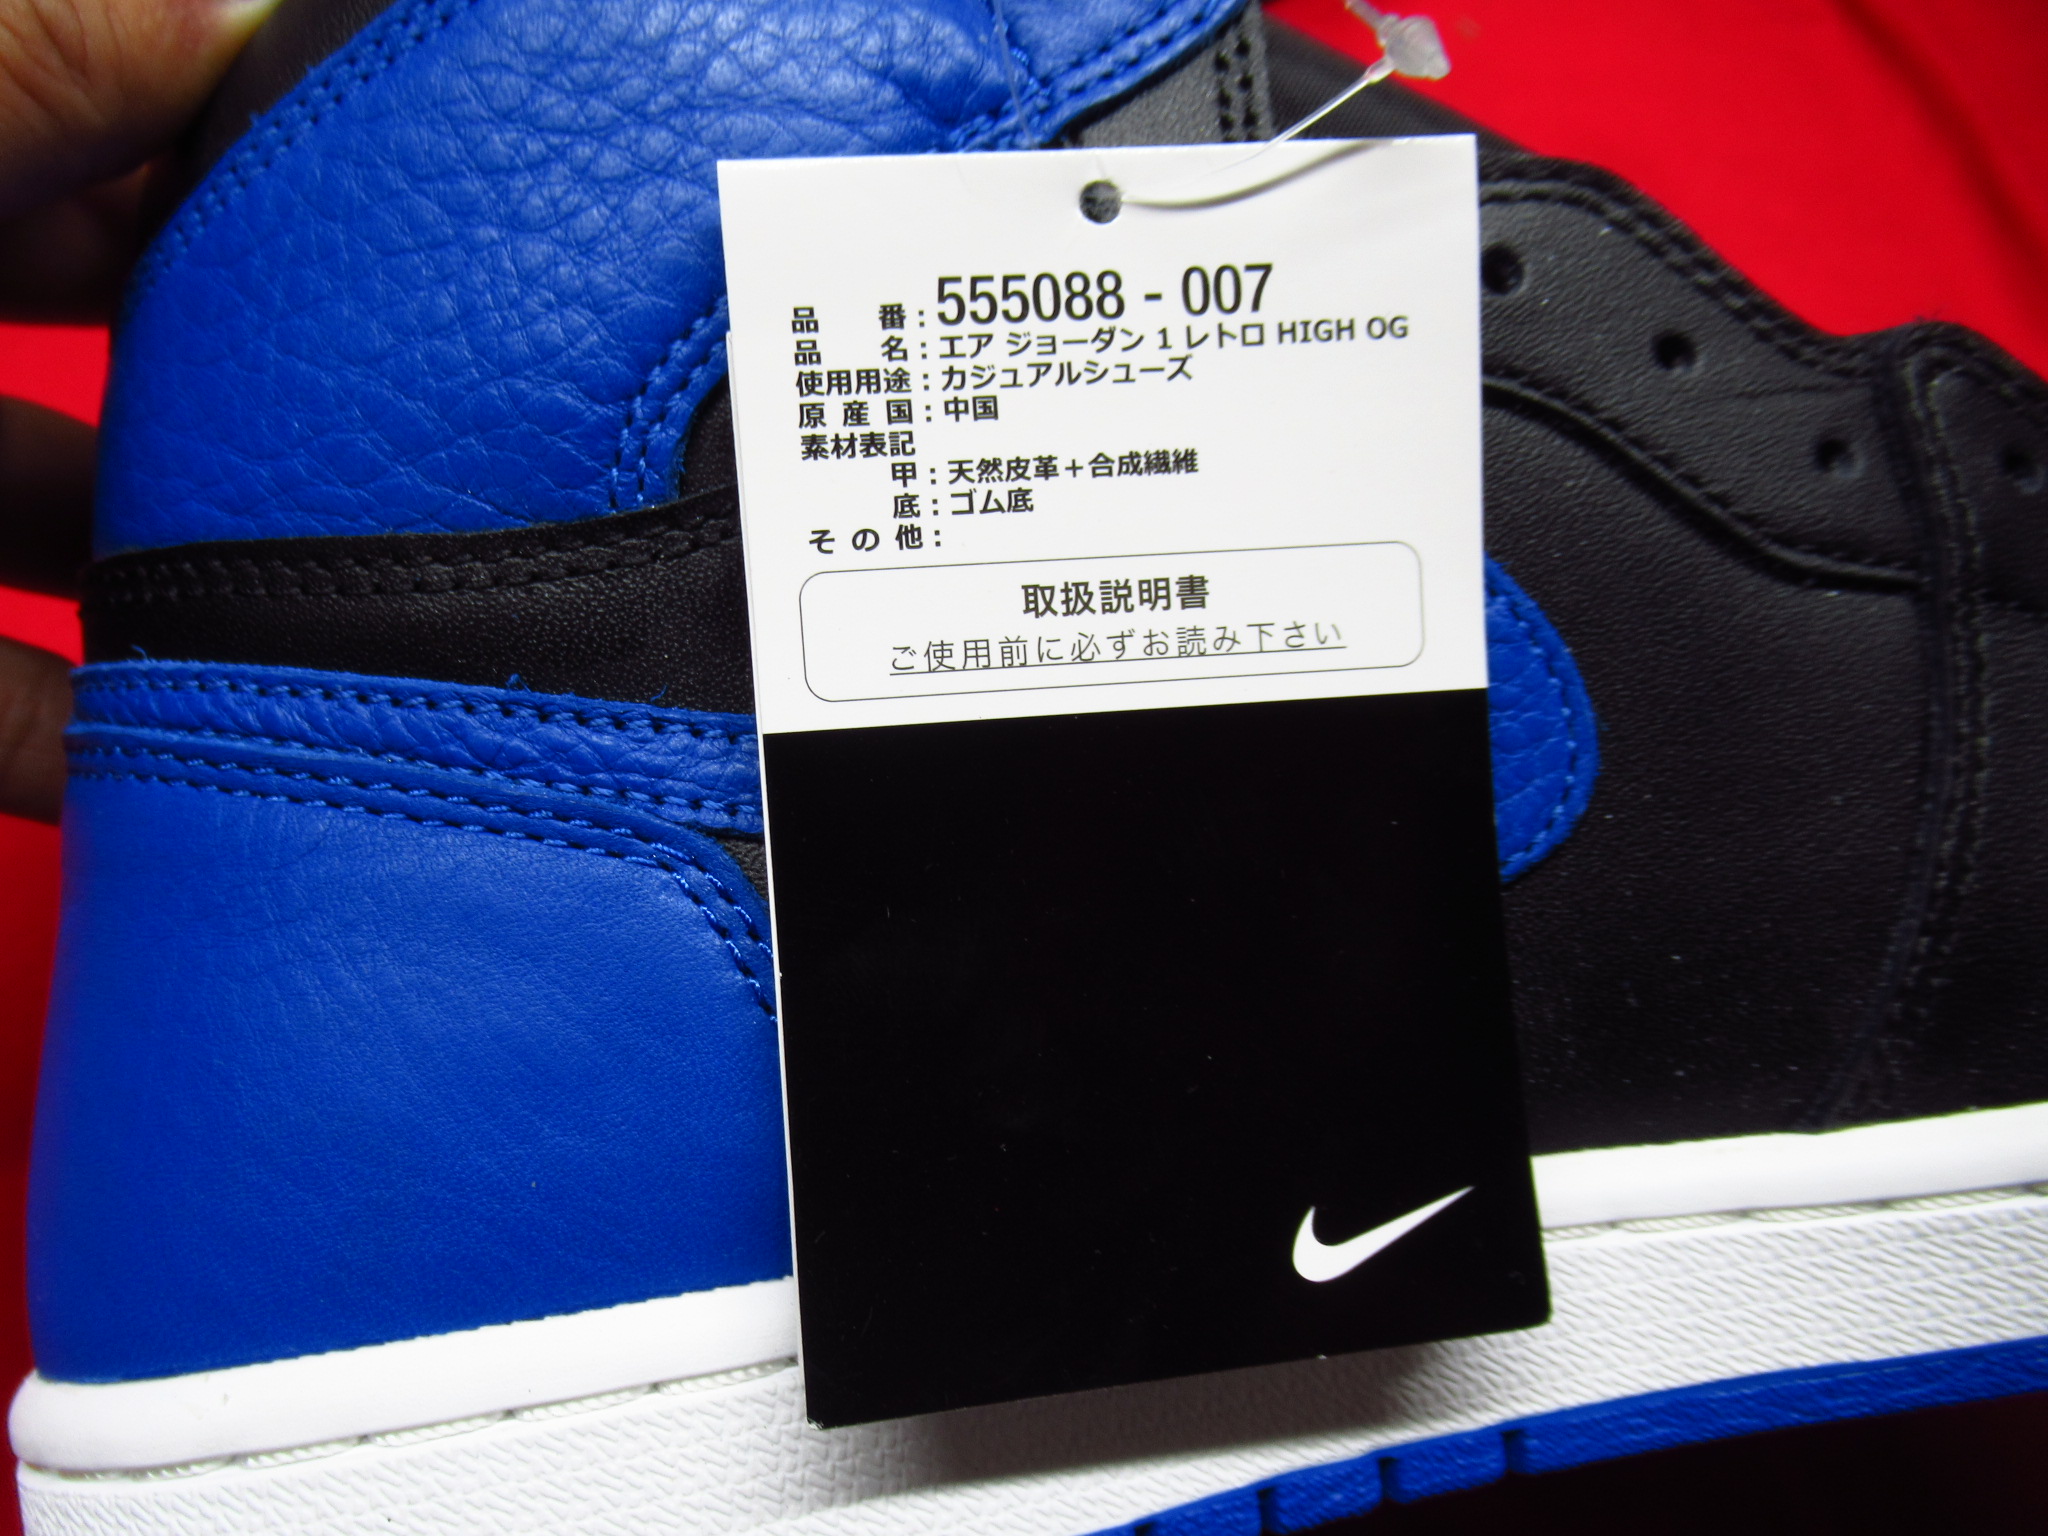 品 番：555088 - 007
品 名：エア ジョーダン 1 レトロ HIGH OG
使用用途：カジュアルシューズ
原 産 国：中国
素材表記
甲：天然皮革＋合成繊維
底：ゴム底
そ の 他：
取扱説明書
ご使用前に必ずお読み下さい